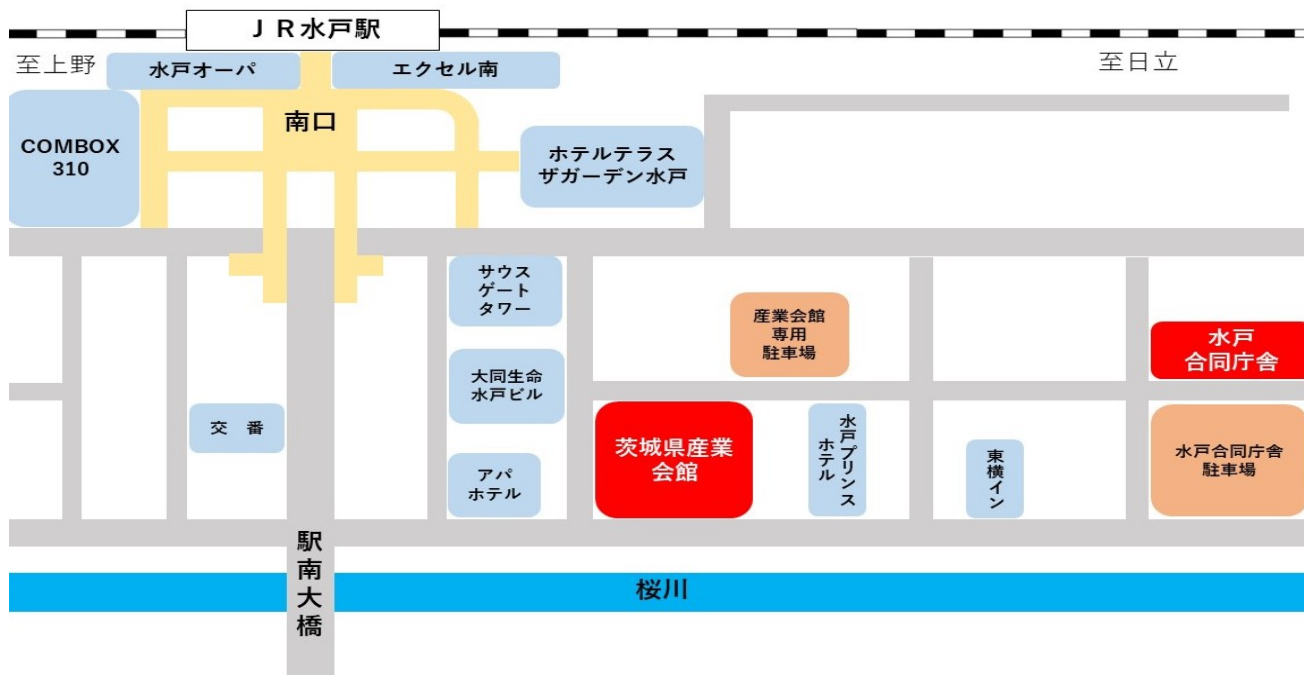 ＪＲ水戸駅
至上野
水戸オーパ
エクセル南
至日立
COMBOX
310
南口
ホテルテラス
ザガーデン水戸
サウス
ゲート
タワー
産業会館
専用
駐車場
水戸
合同庁舎
大同生命
水戸ビル
交　番
茨城県産業
会館
水戸プリンス
ホテル
東横イン
水戸合同庁舎
駐車場
アパ
ホテル
駅南大橋
桜川